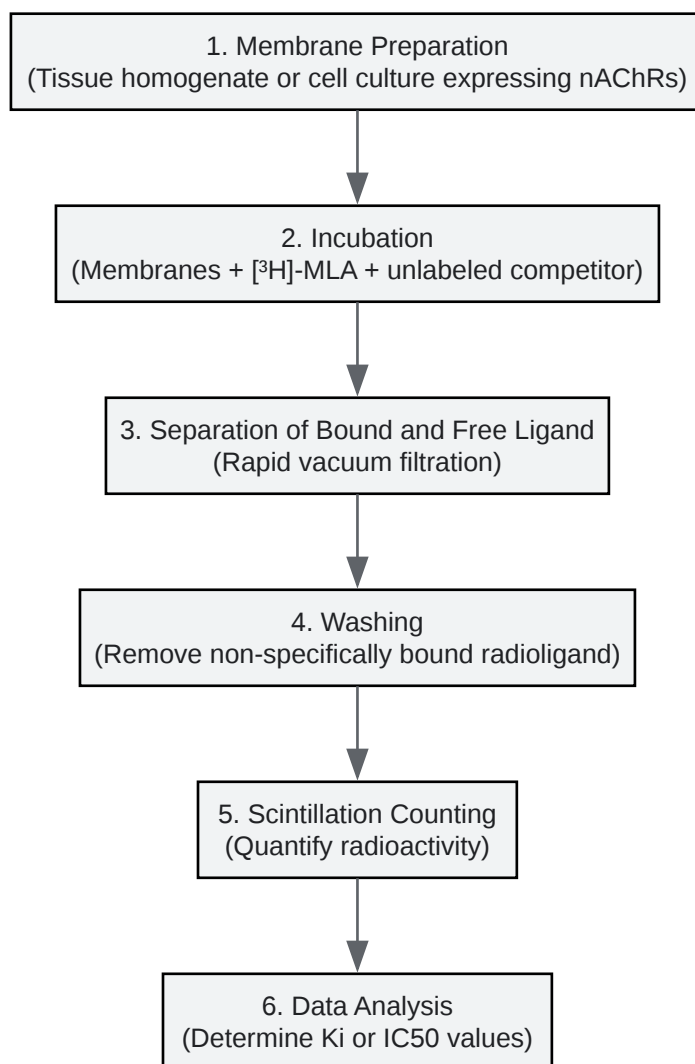 1. Membrane Preparation
(Tissue homogenate or cell culture expressing nAChRs)
2. Incubation
(Membranes + [³H]-MLA + unlabeled competitor)
3. Separation of Bound and Free Ligand
(Rapid vacuum filtration)
4. Washing
(Remove non-specifically bound radioligand)
5. Scintillation Counting
(Quantify radioactivity)
6. Data Analysis
(Determine Ki or IC50 values)